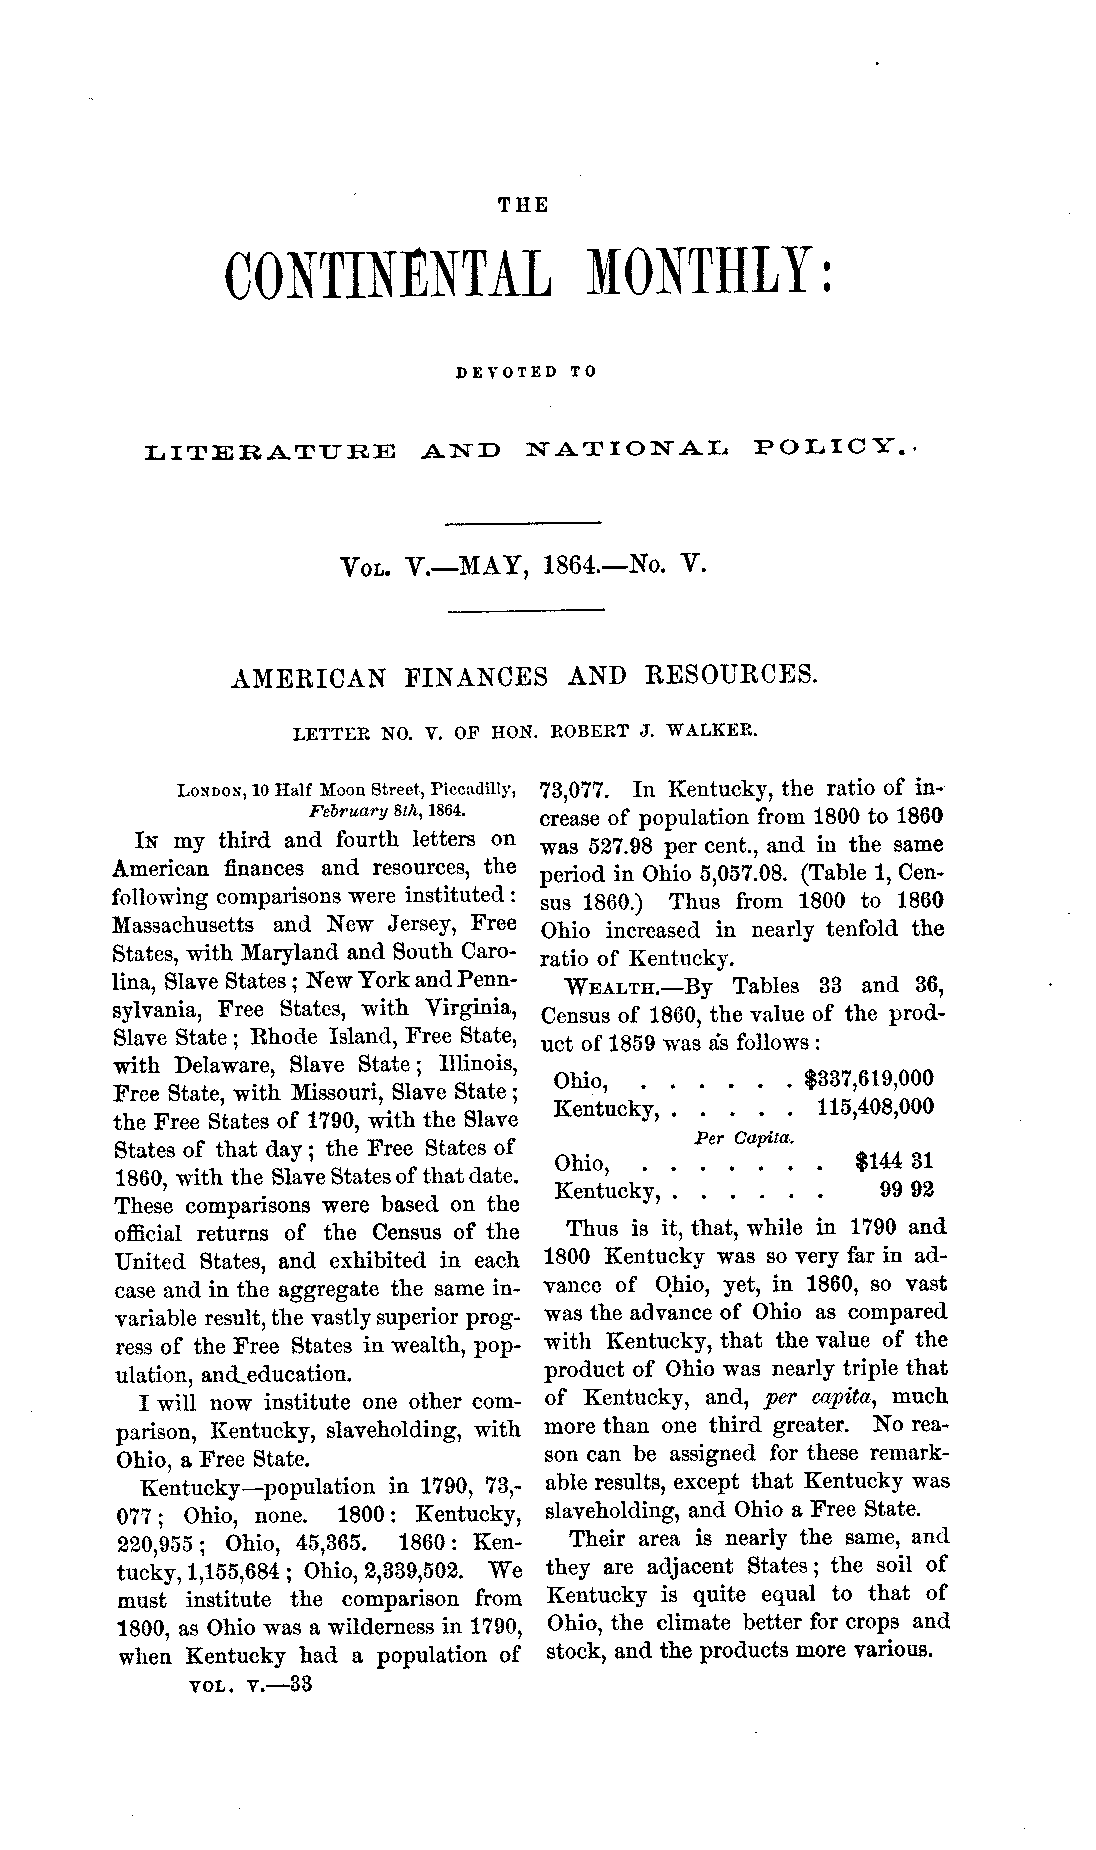 THE
CONTINENTAL MONTHLY:
DEVOTED TO
LITERATURE AND NATIONAL POLICY.
VOL. V.—MAY, 1864.—No. V.
AMERICAN FINANCES AND RESOURCES.
LETTER NO. V. OF HON. ROBERT J. WALKER.
LONDON, 10 Half Moon Street, Piccadilly,
February 8th, 1864.
IN my third and fourth letters on
American finances and resources, the
following comparisons were instituted:
Massachusetts and New Jersey, Free
States, with Maryland and South Caro-
lina, Slave States; New York and Penn-
sylvania, Free States, with Virginia,
Slave State; Rhode Island, Free State,
with Delaware, Slave State; Illinois,
Free State, with Missouri, Slave State;
the Free States of 1790, with the Slave
States of that day; the Free States of
1860, with the Slave States of that date.
These comparisons were based on the
official returns of the Census of the
United States, and exhibited in each
case and in the aggregate the same in-
variable result, the vastly superior prog-
ress of the Free States in wealth, pop-
ulation, and education.
I will now institute one other com-
parison, Kentucky, slaveholding, with
Ohio, a Free State.
Kentucky—population in 1790, 73,-
077; Ohio, none. 1800: Kentucky,
220,955; Ohio, 45,365. 1860: Ken-
tucky, 1,155,684; Ohio, 2,339,502. We
must institute the comparison from
1800, as Ohio was a wilderness in 1790,
when Kentucky had a population of
VOL. V.—33
73,077. In Kentucky, the ratio of in-
crease of population from 1800 to 1860
was 527.98 per cent., and in the same
period in Ohio 5,057.08. (Table 1, Cen-
sus 1860.) Thus from 1800 to 1860
Ohio increased in nearly tenfold the
ratio of Kentucky.
WEALTH.—By Tables 33 and 36,
Census of 1860, the value of the prod-
uct of 1859 was as follows:
Ohio, . . . . . . $337,619,000
Kentucky, . . . . . 115,408,000
Per Capita.
Ohio, . . . . . . . $144 31
Kentucky, . . . . . . 99 92
Thus is it, that, while in 1790 and
1800 Kentucky was so very far in ad-
vance of Ohio, yet, in 1860, so vast
was the advance of Ohio as compared
with Kentucky, that the value of the
product of Ohio was nearly triple that
of Kentucky, and, per capita, much
more than one third greater. No rea-
son can be assigned for these remark-
able results, except that Kentucky was
slaveholding, and Ohio a Free State.
Their area is nearly the same, and
they are adjacent States; the soil of
Kentucky is quite equal to that of
Ohio, the climate better for crops and
stock, and the products more various.